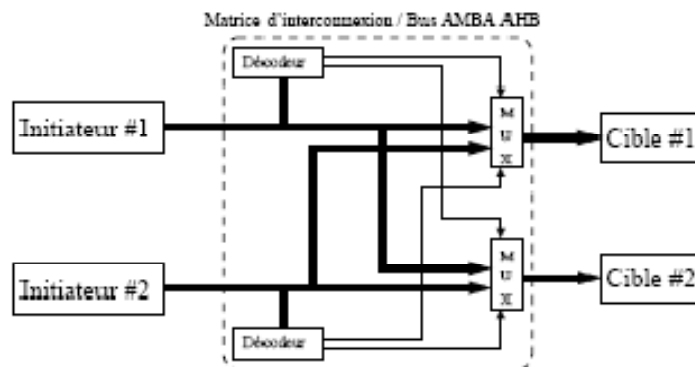 Matrice d'interconnexion / Bus AMBA AHB
Décodeur
Initiateur #1
M
U
X
Cible #1
Initiateur #2
M
U
X
Cible #2
Décodeur